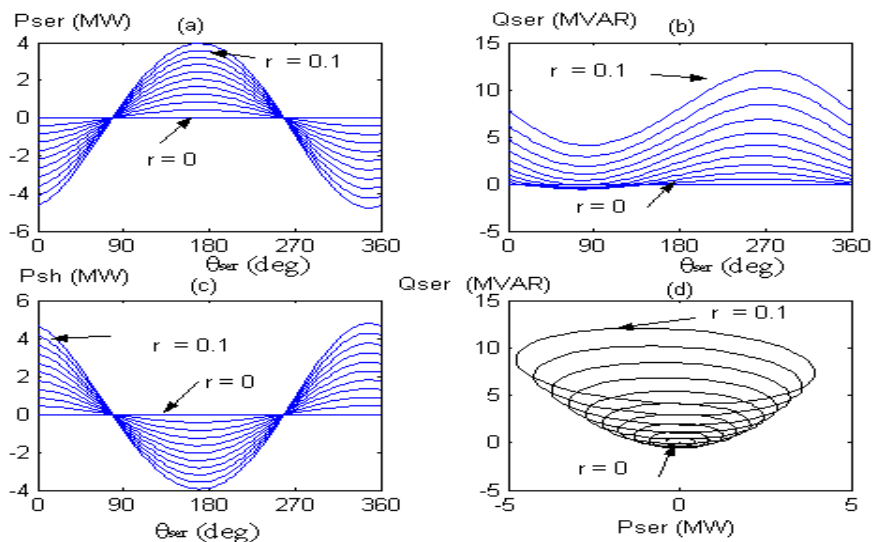 Pser (MW) (a)
4
2
0
-2
-4
-6
r = 0.1
r = 0
0 90 180 270 360
θser (deg)
Qser (MVAR) (b)
15
10
5
0
-5
r = 0.1
r = 0
0 90 180 270 360
θser (deg)
Psh (MW) (c)
6
4
2
0
-2
-4
r = 0.1
r = 0
0 90 180 270 360
θser (deg)
Qser (MVAR) (d)
15
10
5
0
-5
r = 0.1
r = 0
-5 0 5
Pser (MW)